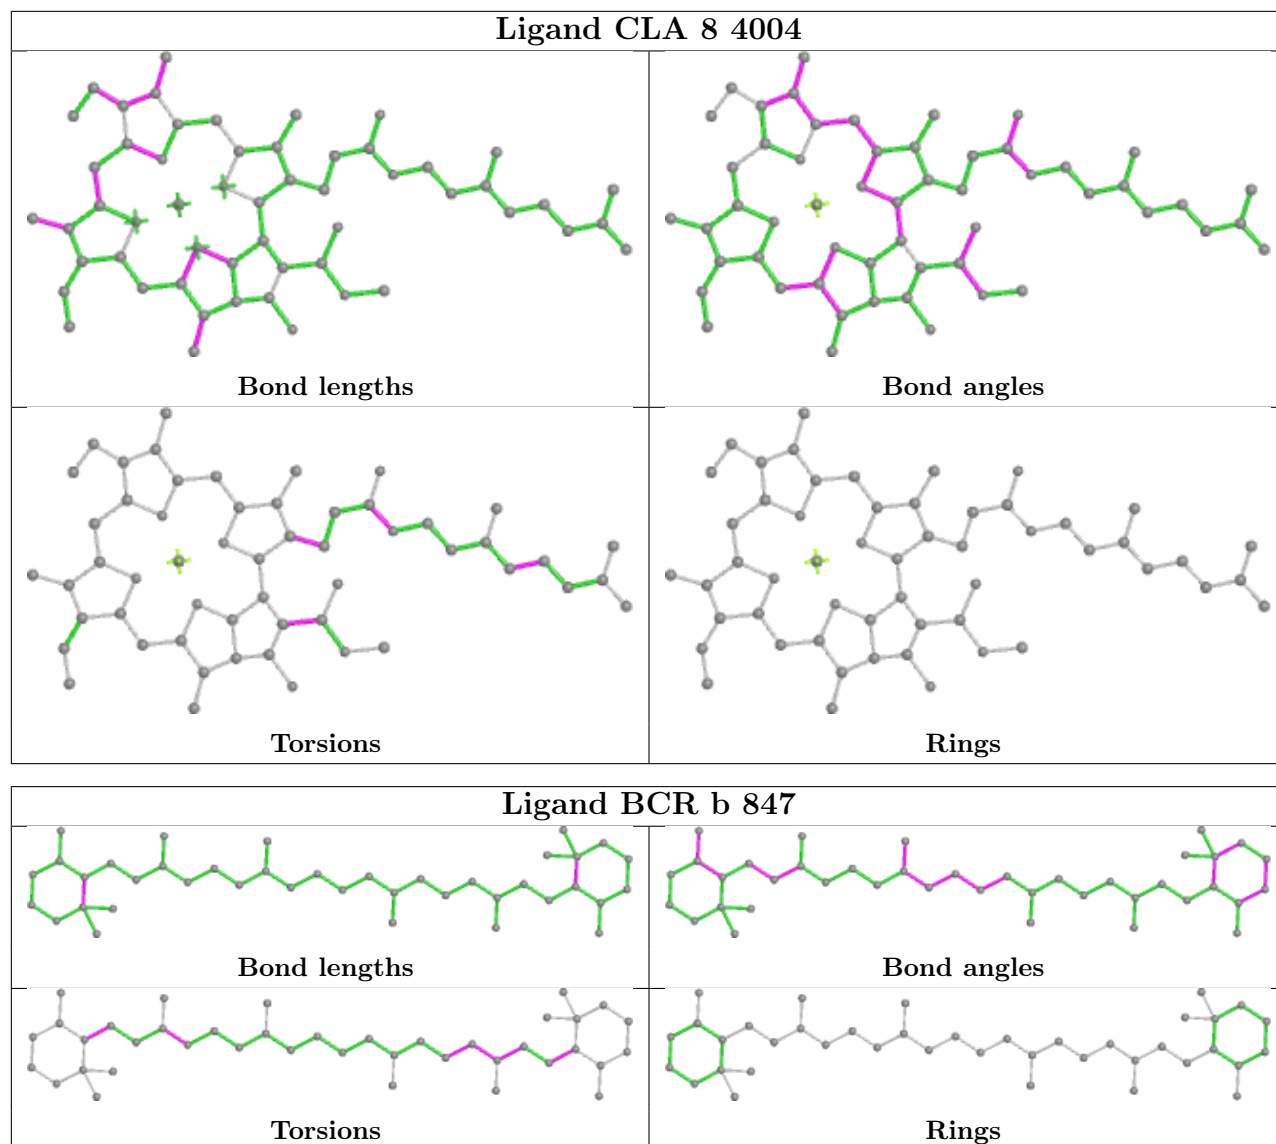 Ligand CLA 8 4004
Bond lengths
Bond angles
Torsions
Rings
Ligand BCR b 847
Bond lengths
Bond angles
Torsions
Rings